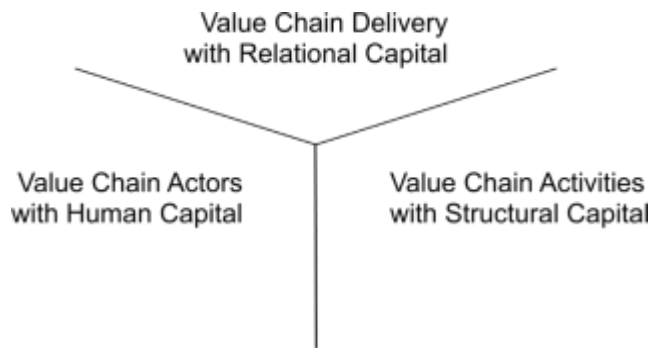 Value Chain Delivery
with Relational Capital
Value Chain Actors
with Human Capital
Value Chain Activities
with Structural Capital